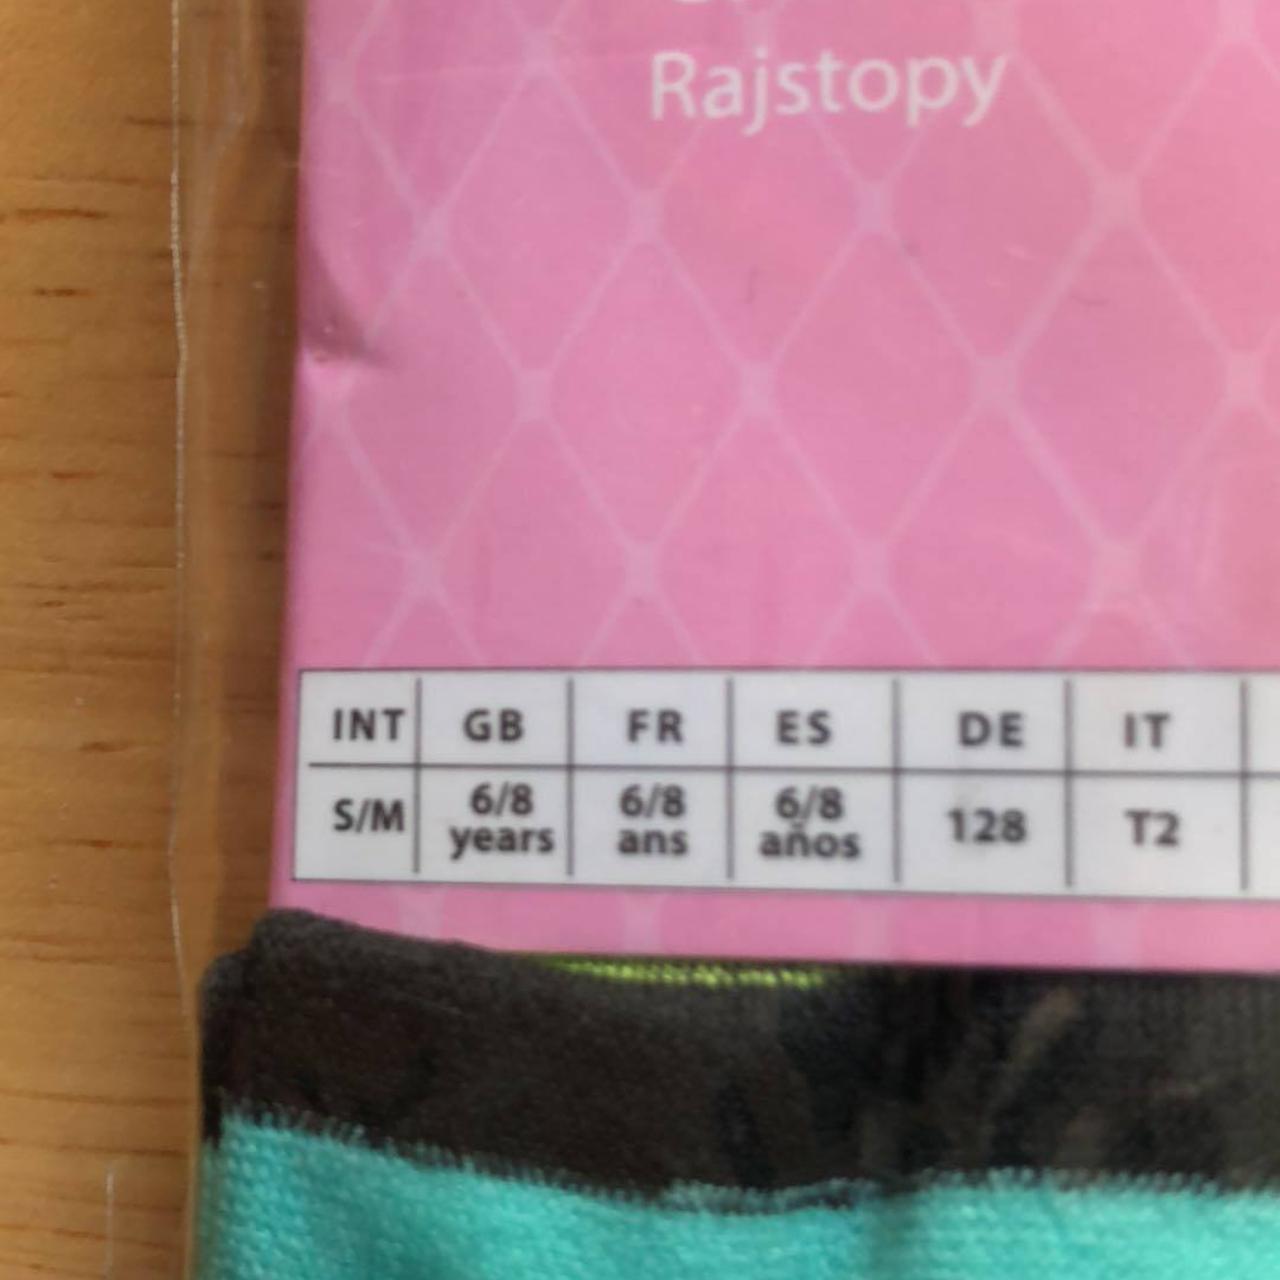 Rajstopy
INT GB FR ES DE IT
S/M 6/8 years 6/8 ans 6/8 años 128 T2